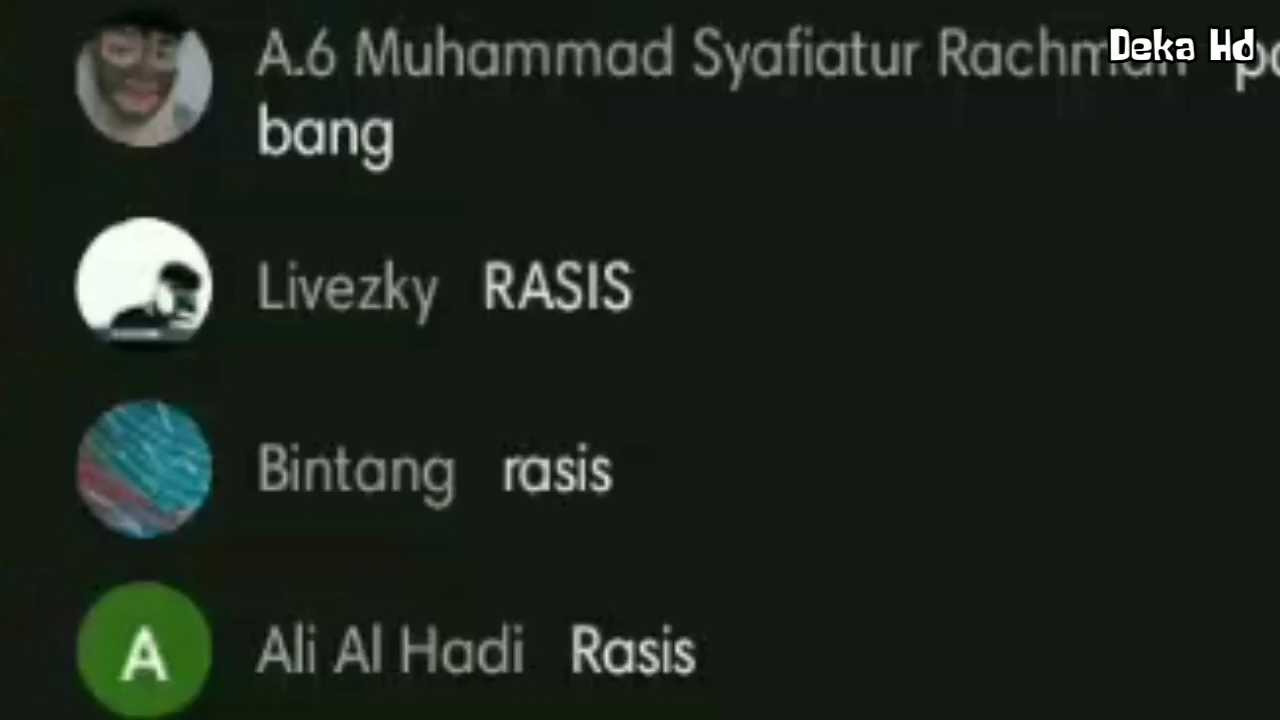 A.6 Muhammad Syafiatur Rachman
Deka Hd
bang
Livezky RASIS
Bintang rasis
Ali Al Hadi Rasis
A